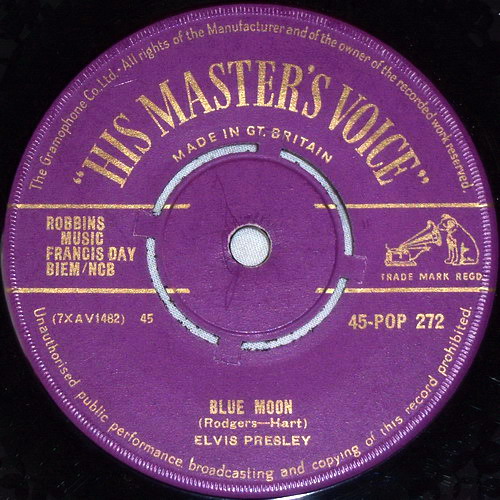 The Gramophone Co. Ltd. · All rights of the Manufacturer and of the owner of the recorded work reserved.
"HIS MASTER'S VOICE"
MADE IN GT. BRITAIN
ROBBINS
MUSIC
FRANCIS DAY
BIEM/NCB
TRADE MARK REGD.
(7XAV1482) 45
45-POP 272
BLUE MOON
(Rodgers—Hart)
ELVIS PRESLEY
Unauthorised public performance, broadcasting and copying of this record prohibited.